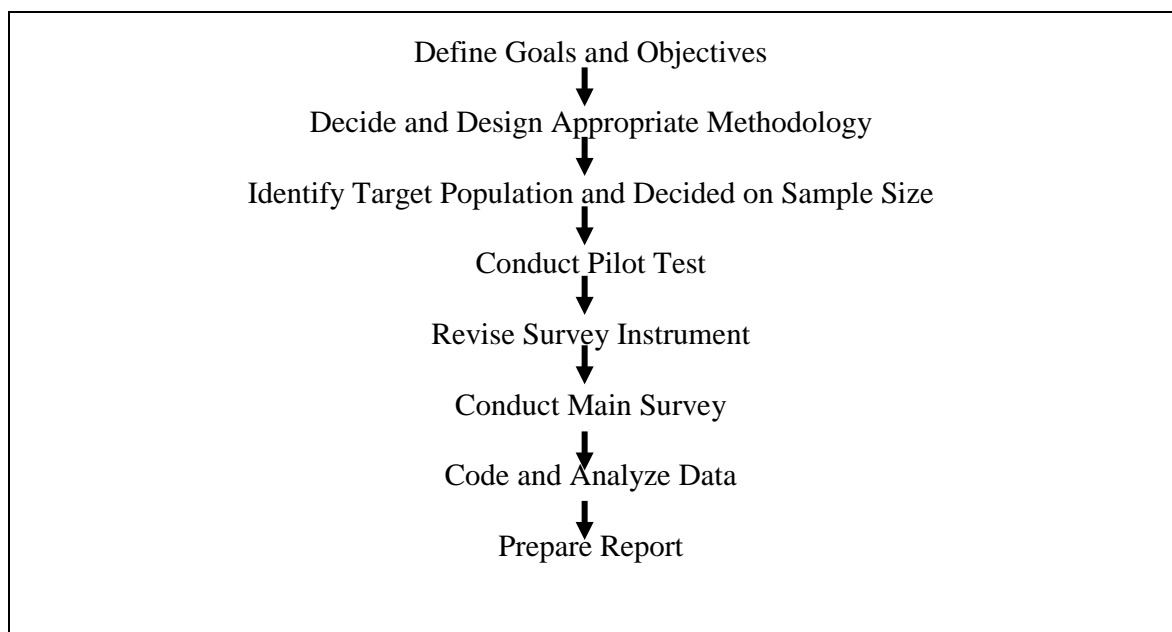 Define Goals and Objectives
Decide and Design Appropriate Methodology
Identify Target Population and Decided on Sample Size
Conduct Pilot Test
Revise Survey Instrument
Conduct Main Survey
Code and Analyze Data
Prepare Report